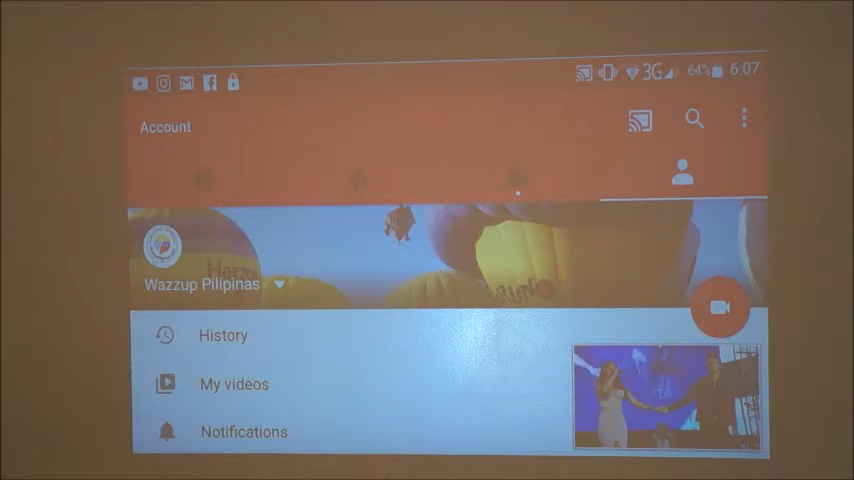 3G 64% 6:07
Account
Wazzup Pilipinas
History
My videos
Notifications